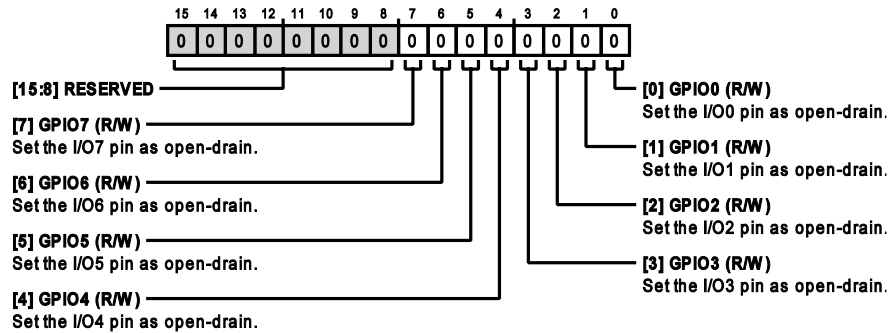 15 14 13 12 11 10 9 8 7 6 5 4 3 2 1 0
0 0 0 0 0 0 0 0 0 0 0 0 0 0 0 0
[15:8] RESERVED
[7] GPIO7 (R/W)
Set the I/O7 pin as open-drain.
[6] GPIO6 (R/W)
Set the I/O6 pin as open-drain.
[5] GPIO5 (R/W)
Set the I/O5 pin as open-drain.
[4] GPIO4 (R/W)
Set the I/O4 pin as open-drain.
[0] GPIO0 (R/W)
Set the I/O0 pin as open-drain.
[1] GPIO1 (R/W)
Set the I/O1 pin as open-drain.
[2] GPIO2 (R/W)
Set the I/O2 pin as open-drain.
[3] GPIO3 (R/W)
Set the I/O3 pin as open-drain.